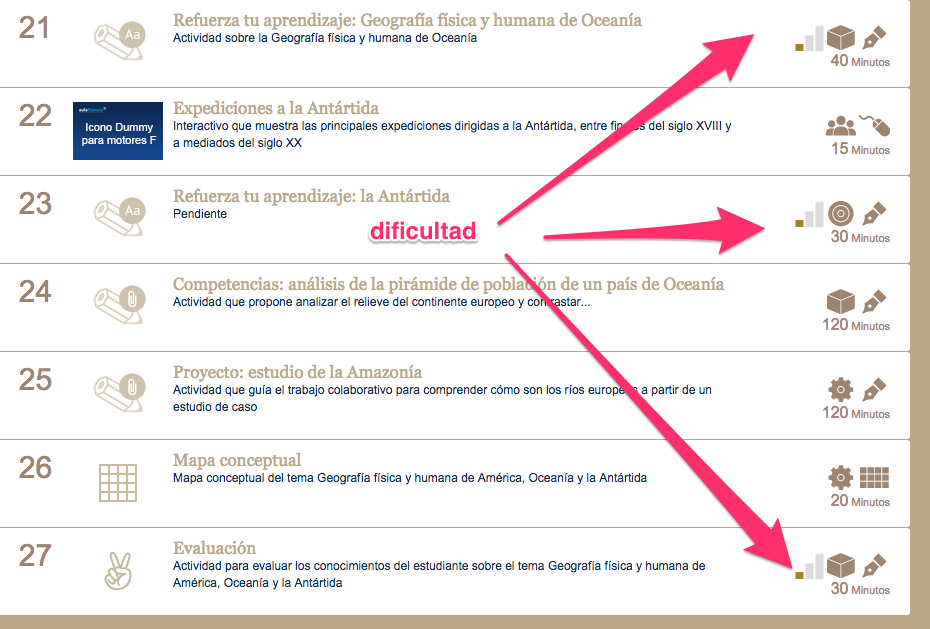 21
Aa
Refuerza tu aprendizaje: Geografía física y humana de Oceanía
Actividad sobre la Geografía física y humana de Oceanía
40 Minutos
22
aulaPlaneta
Icono Dummy
para motores F
Expediciones a la Antártida
Interactivo que muestra las principales expediciones dirigidas a la Antártida, entre finales del siglo XVIII y
a mediados del siglo XX
15 Minutos
23
Aa
Refuerza tu aprendizaje: la Antártida
Pendiente
dificultad
30 Minutos
24
Competencias: análisis de la pirámide de población de un país de Oceanía
Actividad que propone analizar el relieve del continente europeo y contrastar...
120 Minutos
25
Proyecto: estudio de la Amazonía
Actividad que guía el trabajo colaborativo para comprender cómo son los ríos europeos a partir de un
estudio de caso
120 Minutos
26
Mapa conceptual
Mapa conceptual del tema Geografía física y humana de América, Oceanía y la Antártida
20 Minutos
27
Evaluación
Actividad para evaluar los conocimientos del estudiante sobre el tema Geografía física y humana de
América, Oceanía y la Antártida
30 Minutos